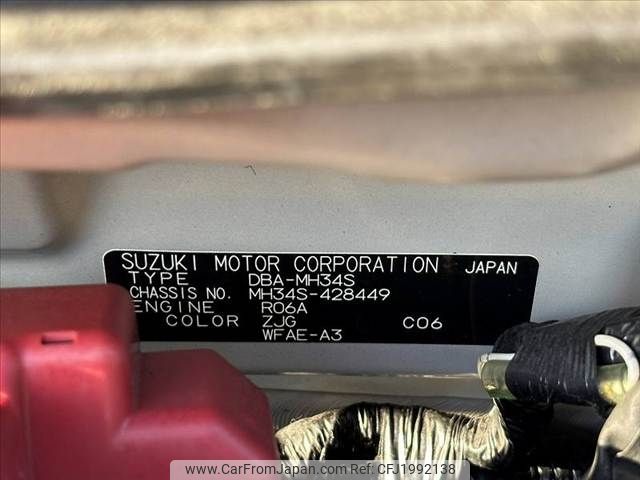 SUZUKI MOTOR CORPORATION JAPAN
TYPE DBA-MH34S
CHASSIS NO. MH34S-428449
ENGINE R06A
COLOR ZJG C06
WFAE-A3
www.CarFromJapan.com Ref:CFJ1992138